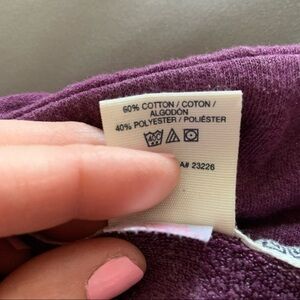 60% COTTON / COTON /
ALGODÓN
40% POLYESTER / POLIÉSTER
A# 23226